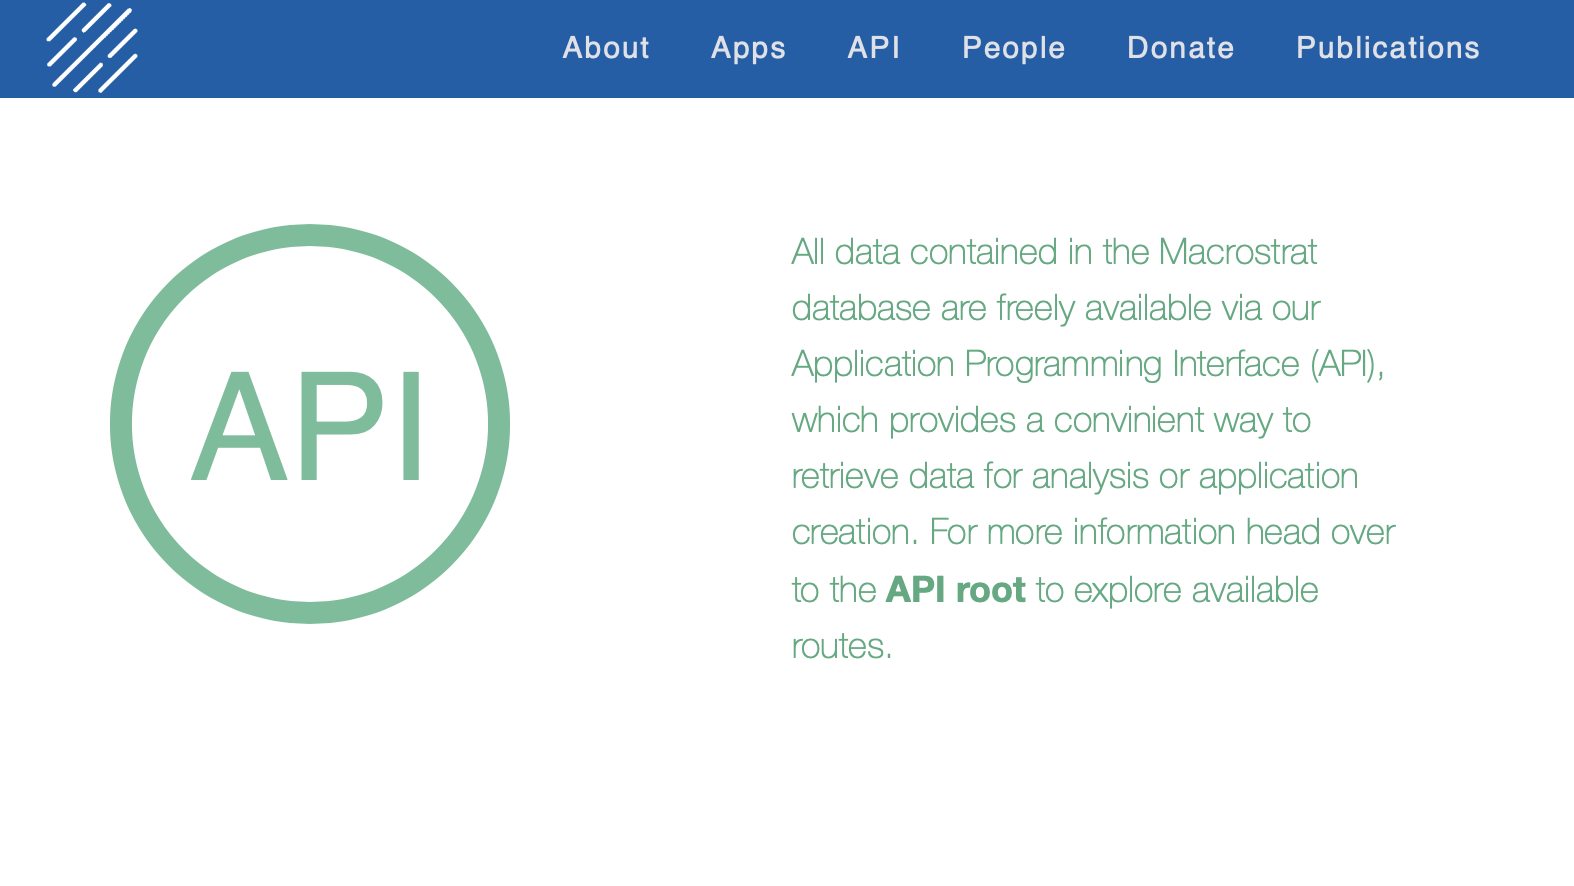 About Apps API People Donate Publications
API
All data contained in the Macrostrat
database are freely available via our
Application Programming Interface (API),
which provides a convinient way to
retrieve data for analysis or application
creation. For more information head over
to the API root to explore available
routes.